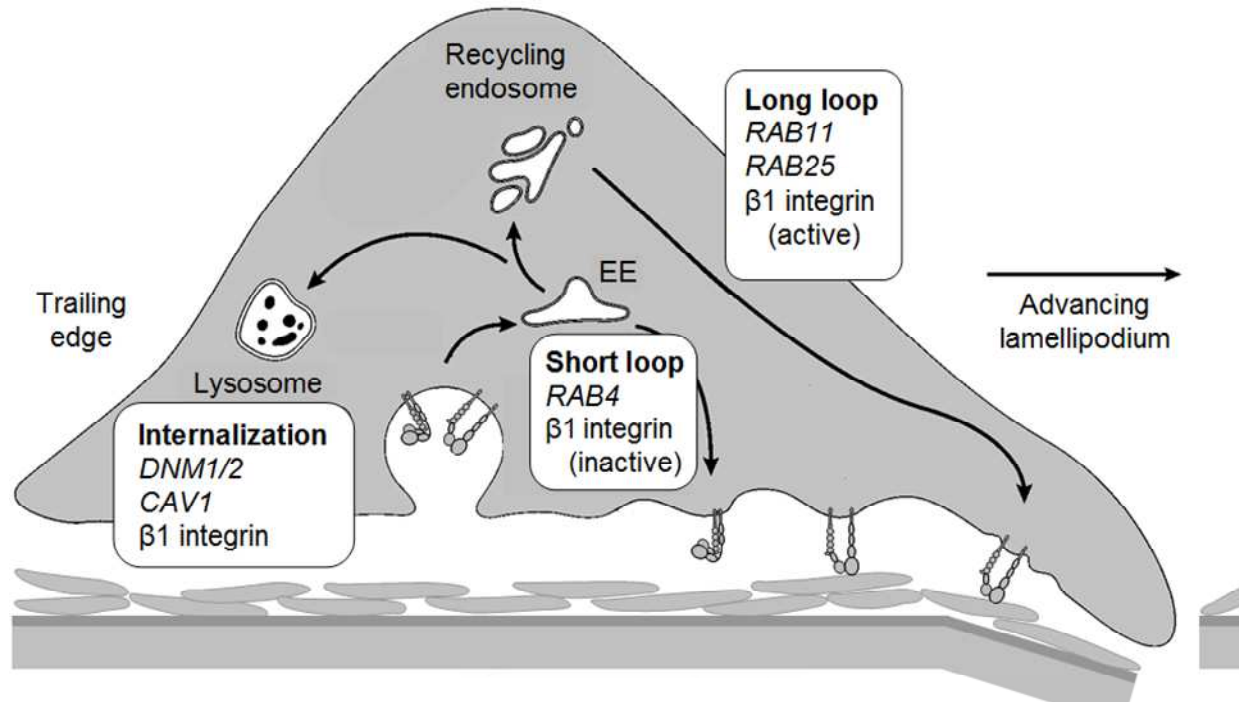 Recycling
endosome
Long loop
RAB11
RAB25
β1 integrin
(active)
EE
Trailing
edge
Advancing
lamellipodium
Lysosome
Short loop
RAB4
β1 integrin
(inactive)
Internalization
DNM1/2
CAV1
β1 integrin